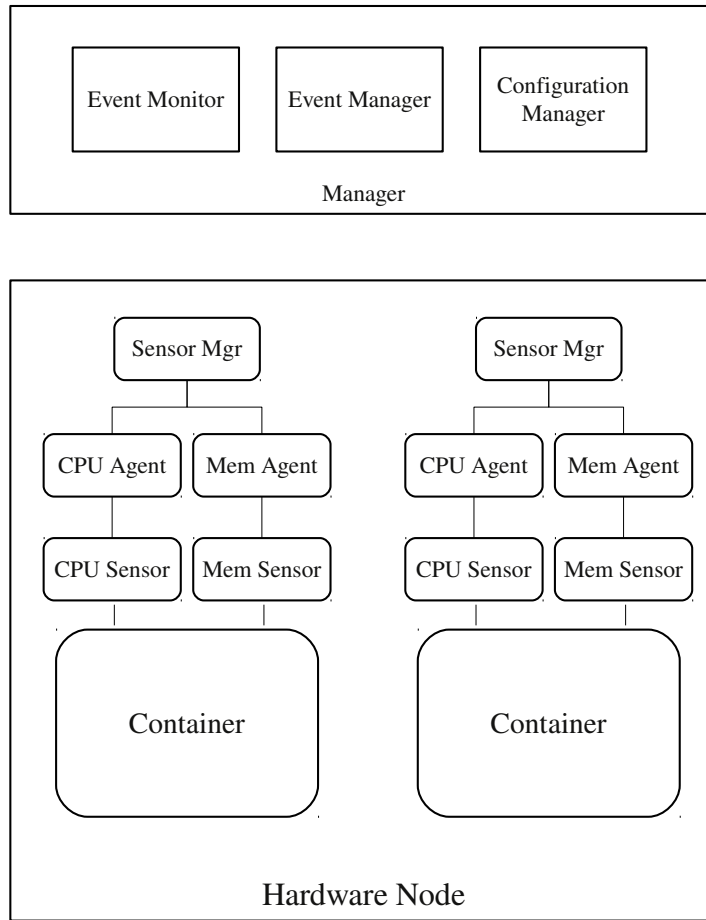 Event Monitor
Event Manager
Configuration
Manager
Manager
Sensor Mgr
Sensor Mgr
CPU Agent
Mem Agent
CPU Agent
Mem Agent
CPU Sensor
Mem Sensor
CPU Sensor
Mem Sensor
Container
Container
Hardware Node